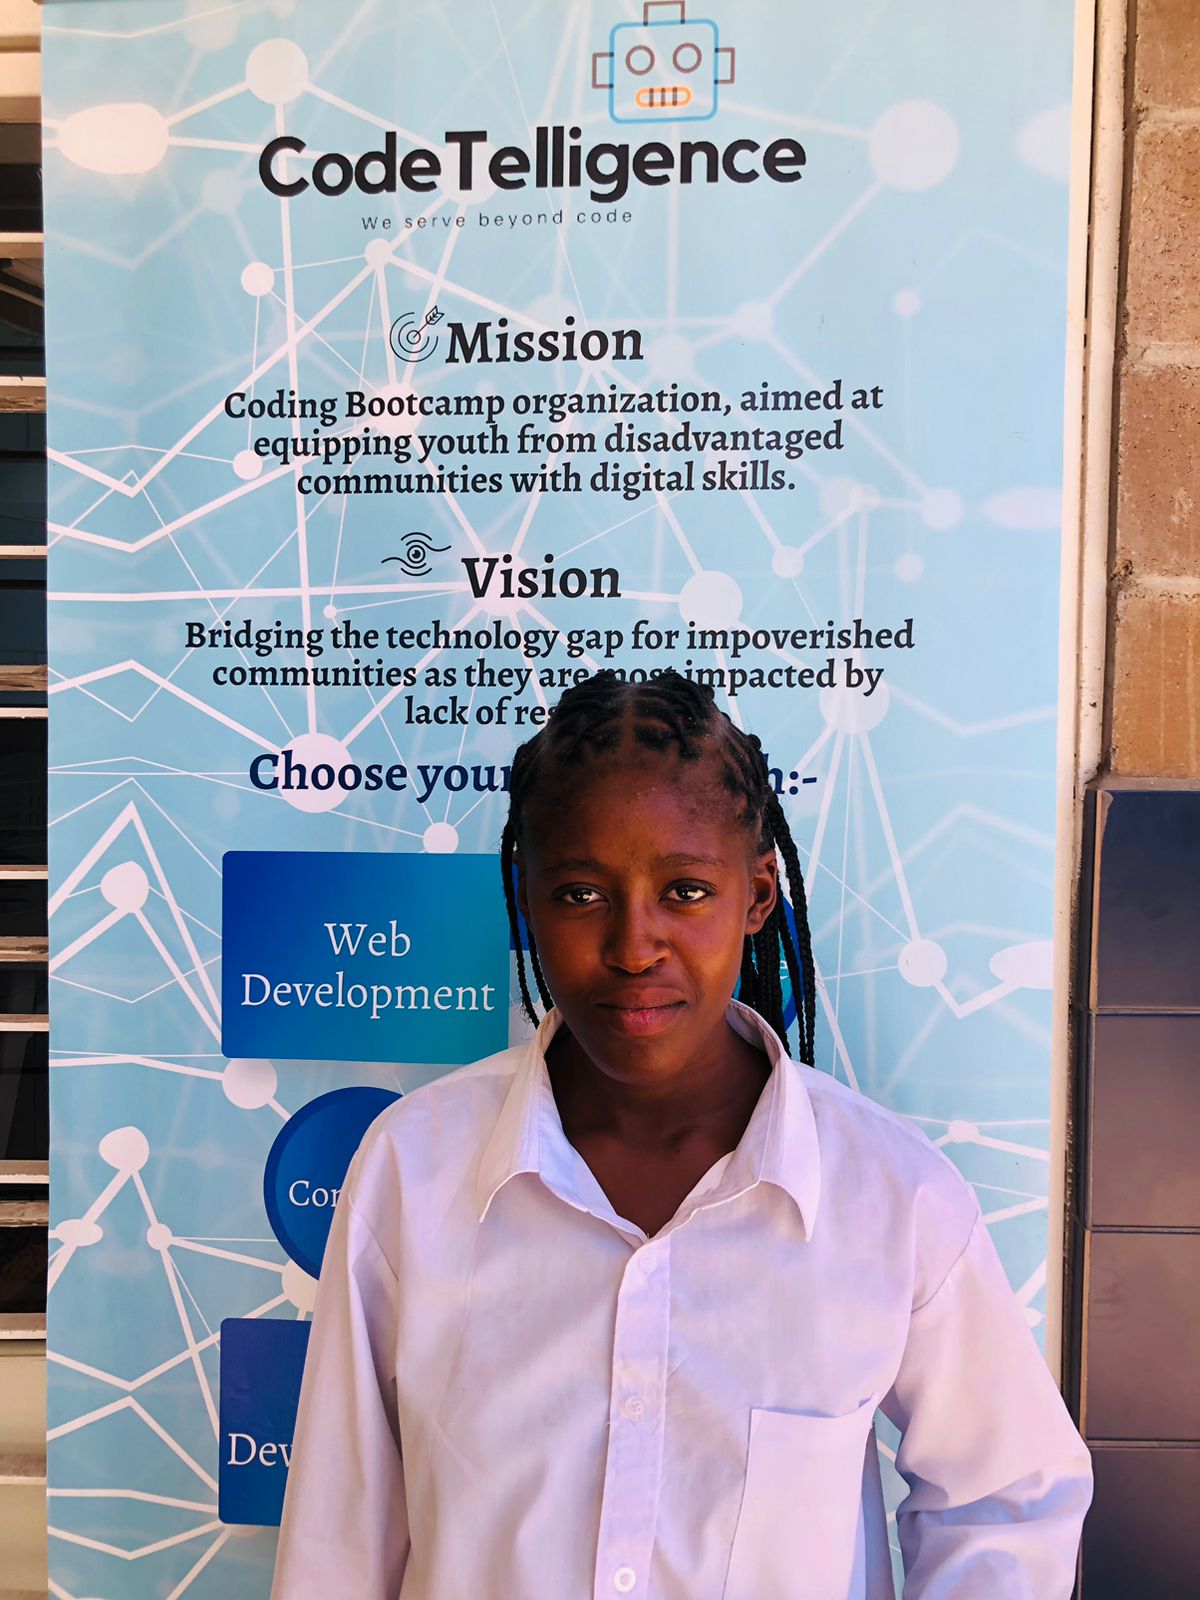 CodeTelligence
We serve beyond code
Mission
Coding Bootcamp organization, aimed at
equipping youth from disadvantaged
communities with digital skills.
Vision
Bridging the technology gap for impoverished
communities as they are most impacted by
lack of
Choose your
Web
Development